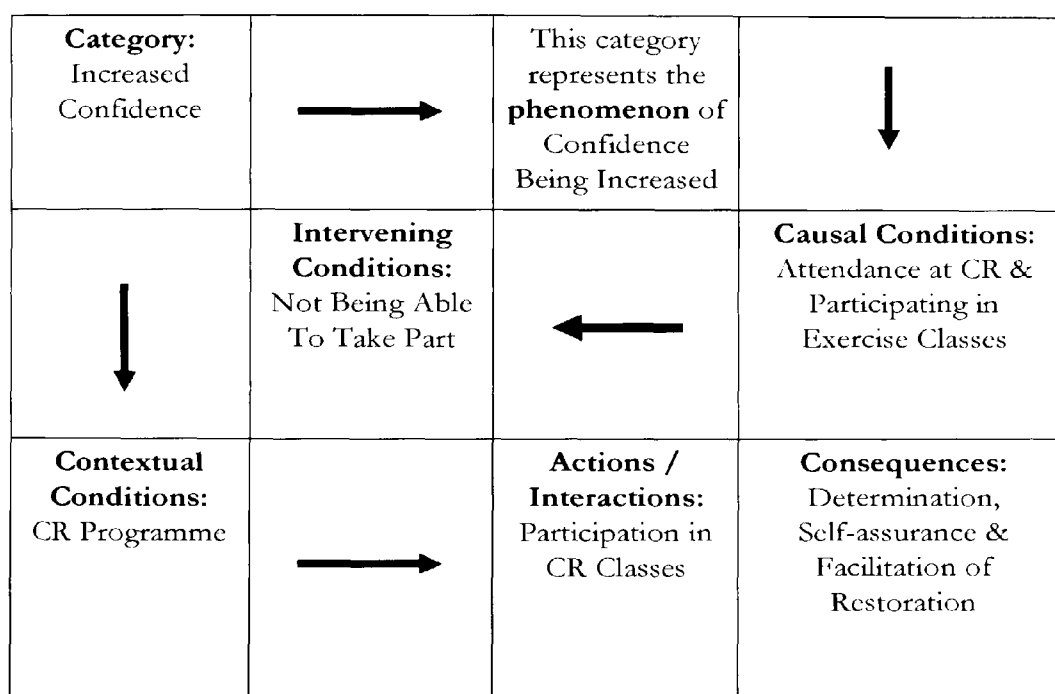 Category:
Increased
Confidence
This category
represents the
phenomenon of
Confidence
Being Increased
Intervening
Conditions:
Not Being Able
To Take Part
Causal Conditions:
Attendance at CR &
Participating in
Exercise Classes
Contextual
Conditions:
CR Programme
Actions /
Interactions:
Participation in
CR Classes
Consequences:
Determination,
Self-assurance &
Facilitation of
Restoration